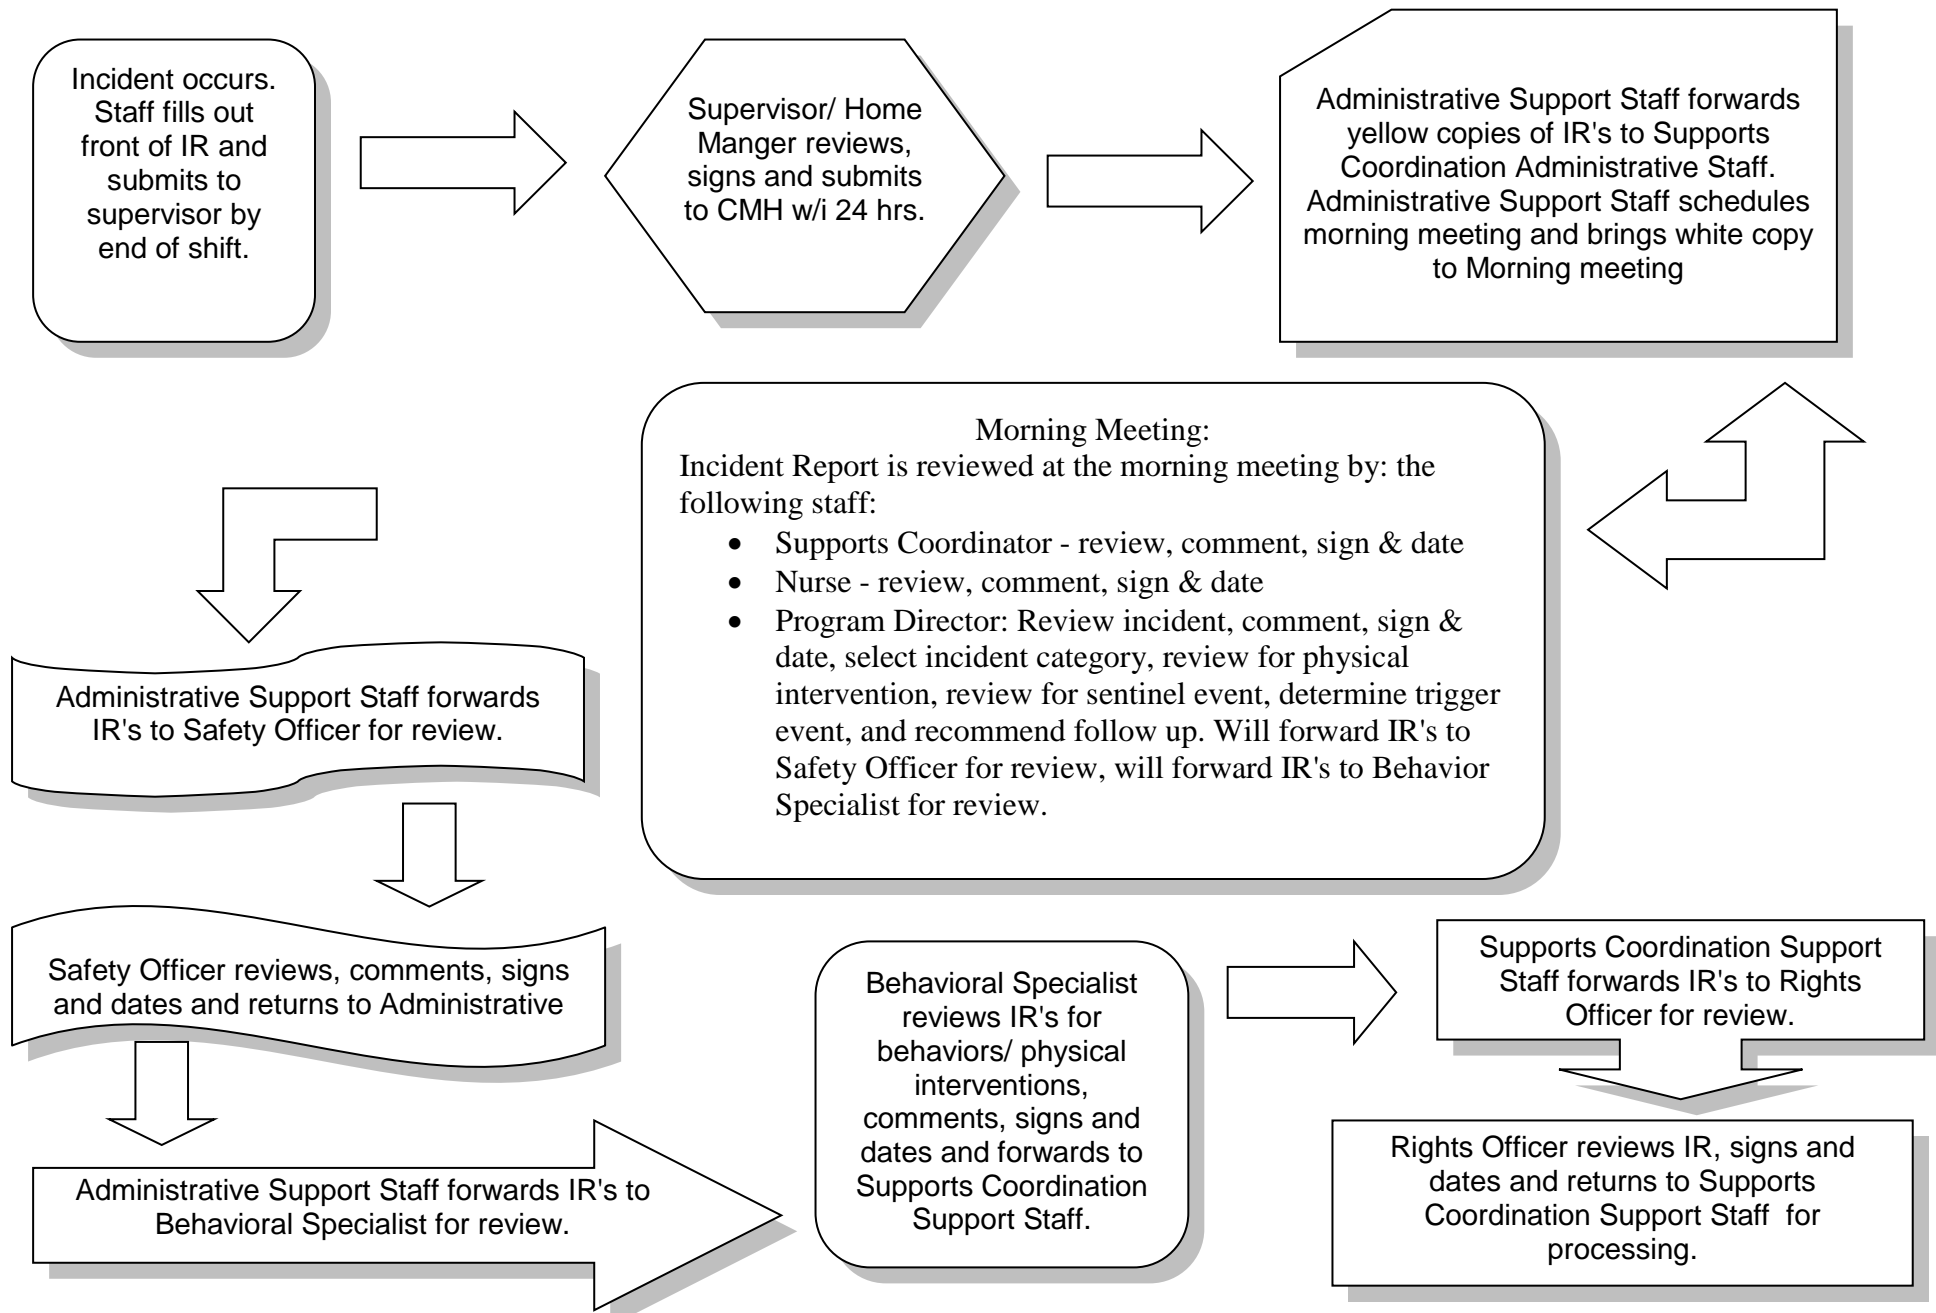 Incident occurs.
Staff fills out
front of IR and
submits to
supervisor by
end of shift.
Supervisor/ Home
Manger reviews,
signs and submits
to CMH w/i 24 hrs.
Administrative Support Staff forwards
yellow copies of IR's to Supports
Coordination Administrative Staff.
Administrative Support Staff schedules
morning meeting and brings white copy
to Morning meeting
Morning Meeting:
Incident Report is reviewed at the morning meeting by: the
following staff:
• Supports Coordinator - review, comment, sign & date
• Nurse - review, comment, sign & date
• Program Director: Review incident, comment, sign &
date, select incident category, review for physical
intervention, review for sentinel event, determine trigger
event, and recommend follow up. Will forward IR's to
Safety Officer for review, will forward IR's to Behavior
Specialist for review.
Administrative Support Staff forwards
IR's to Safety Officer for review.
Safety Officer reviews, comments, signs
and dates and returns to Administrative
Administrative Support Staff forwards IR's to
Behavioral Specialist for review.
Behavioral Specialist
reviews IR's for
behaviors/ physical
interventions,
comments, signs and
dates and forwards to
Supports Coordination
Support Staff.
Supports Coordination Support
Staff forwards IR's to Rights
Officer for review.
Rights Officer reviews IR, signs and
dates and returns to Supports
Coordination Support Staff  for
processing.